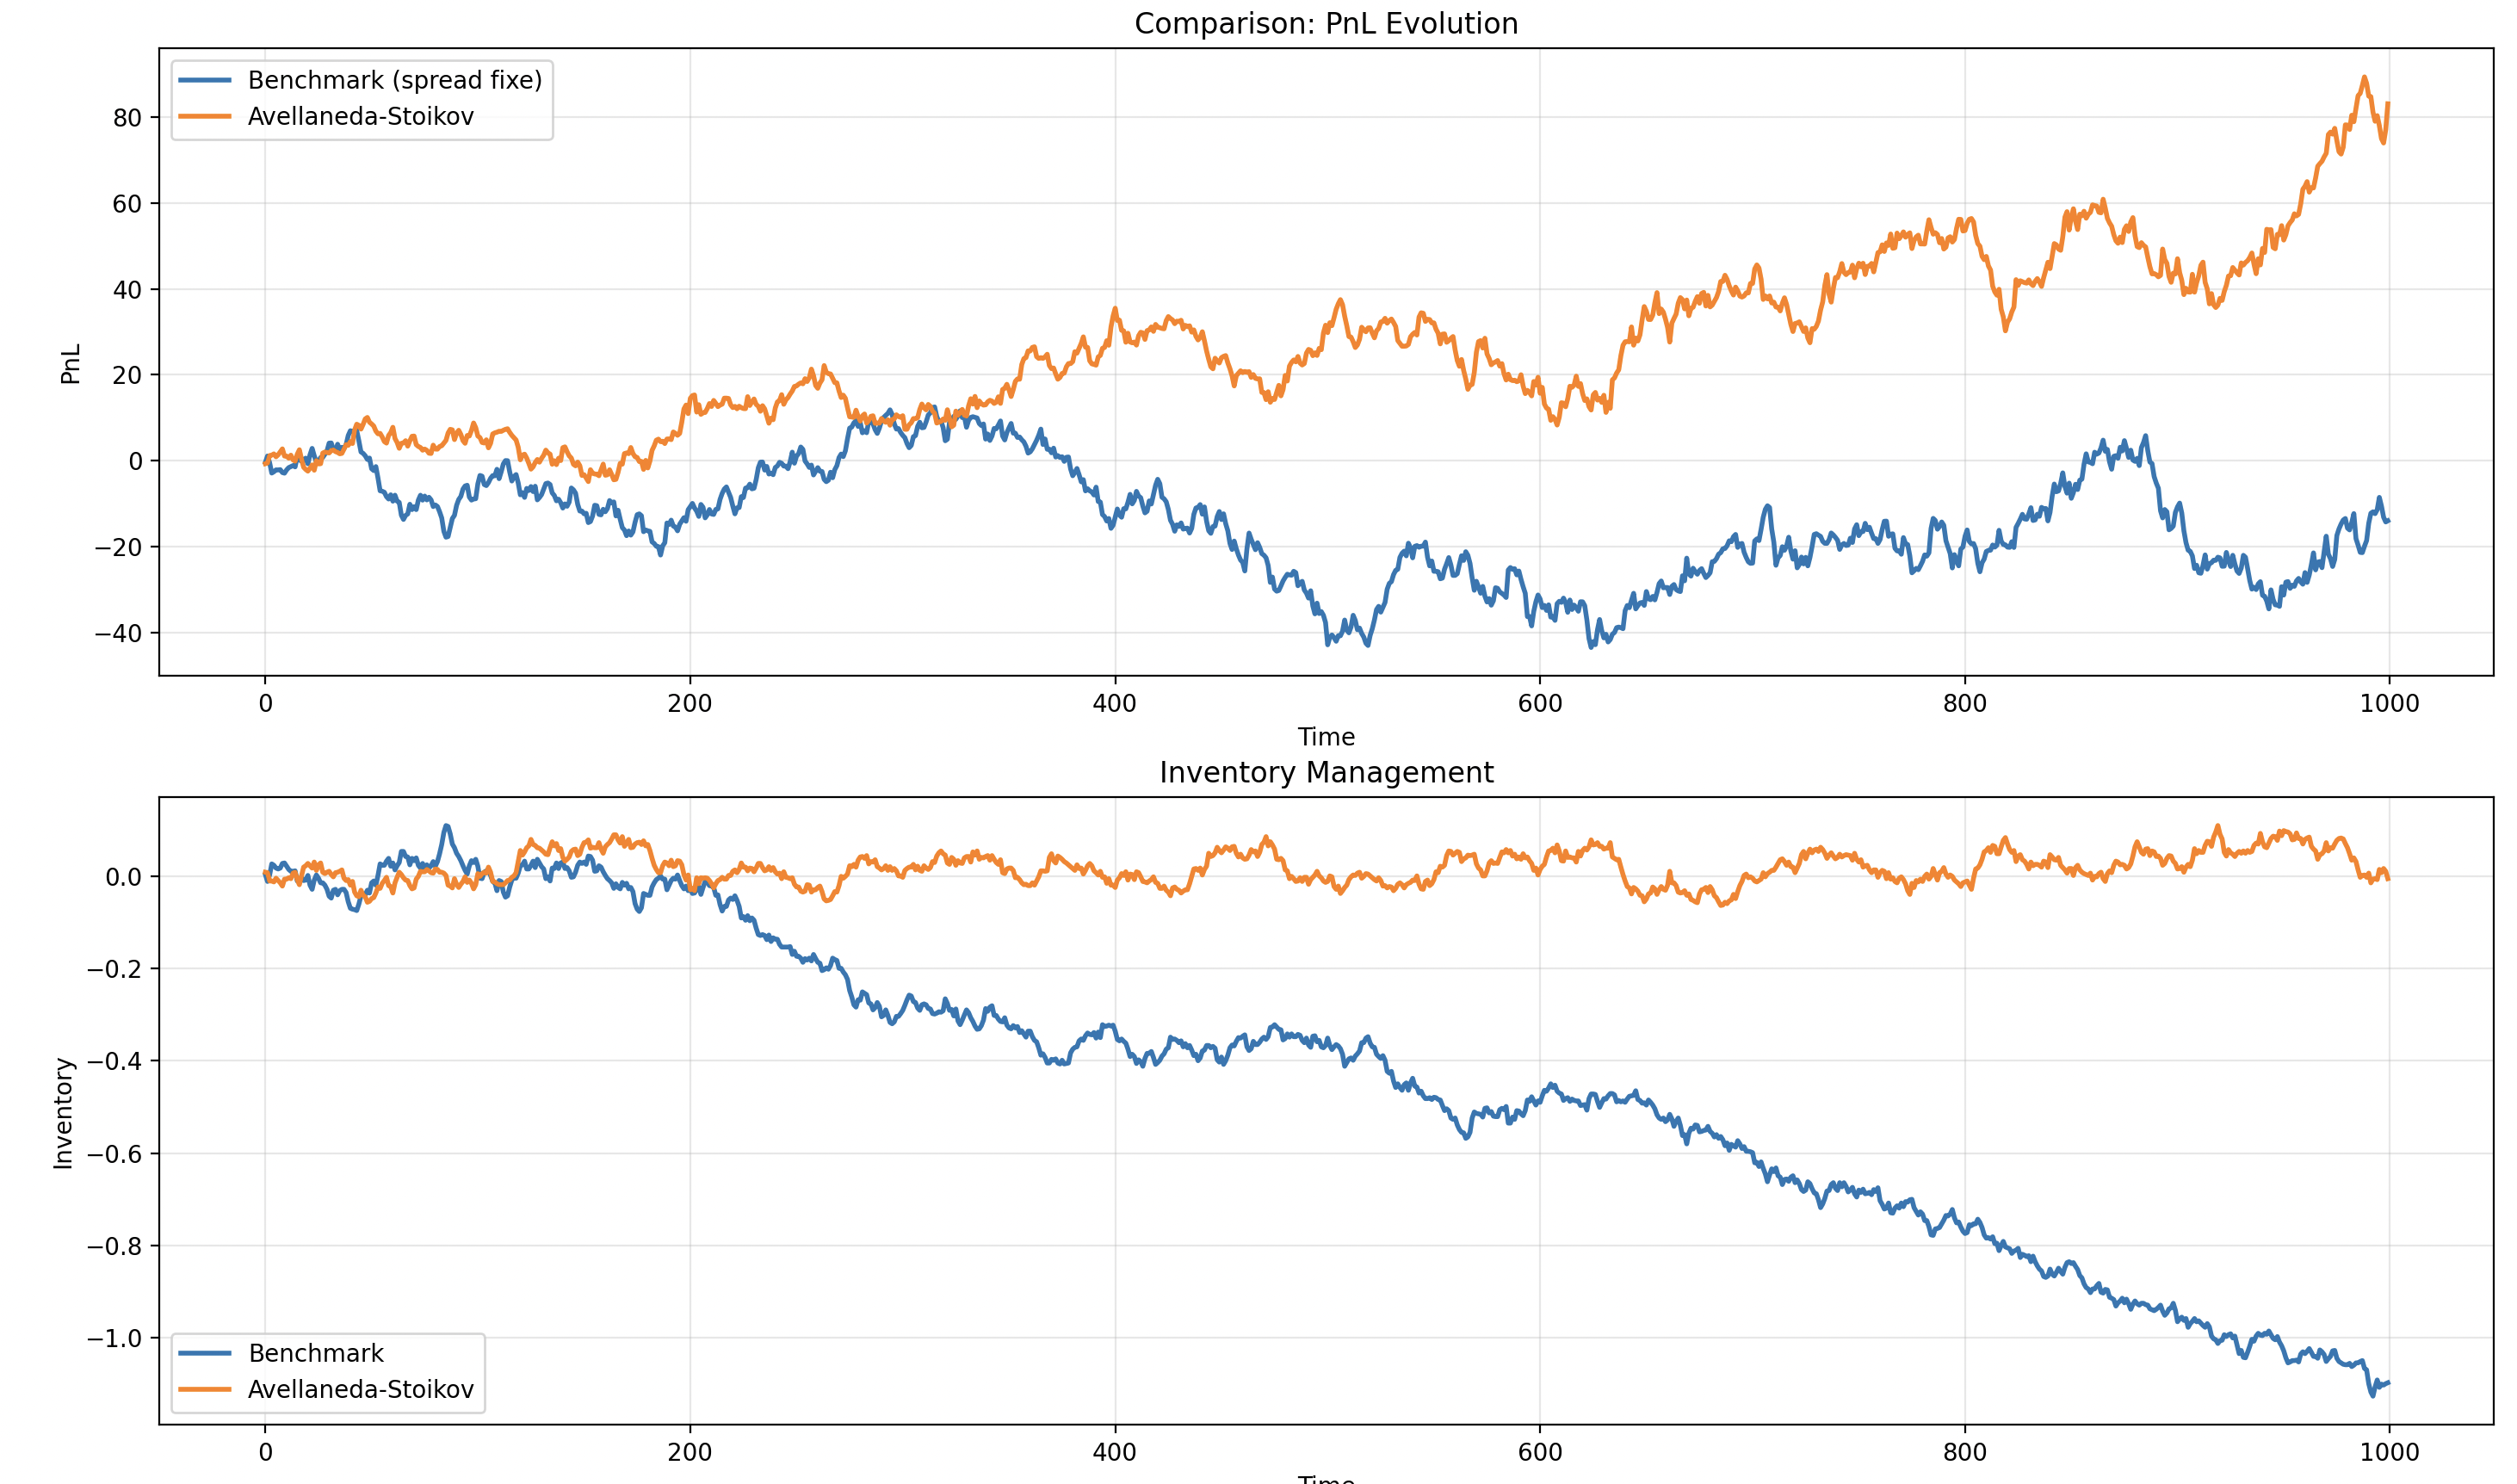 Comparison: PnL Evolution
Benchmark (spread fixe)
Avellaneda-Stoikov
PnL
80
60
40
20
0
−20
−40
0 200 400 600 800 1000
Time
Inventory Management
Inventory
0.0
−0.2
−0.4
−0.6
−0.8
−1.0
Benchmark
Avellaneda-Stoikov
0 200 400 600 800 1000
Time